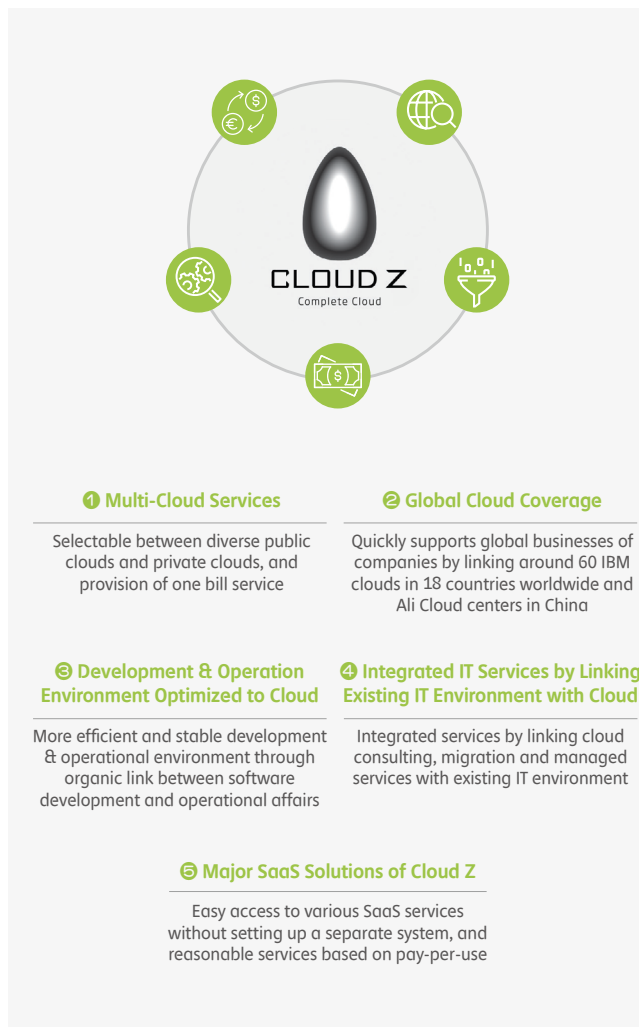 CLOUD Z
Complete Cloud
❶ Multi-Cloud Services
Selectable between diverse public
clouds and private clouds, and
provision of one bill service
❷ Global Cloud Coverage
Quickly supports global businesses of
companies by linking around 60 IBM
clouds in 18 countries worldwide and
Ali Cloud centers in China
❸ Development & Operation
Environment Optimized to Cloud
More efficient and stable development
& operational environment through
organic link between software
development and operational affairs
❹ Integrated IT Services by Linking
Existing IT Environment with Cloud
Integrated services by linking cloud
consulting, migration and managed
services with existing IT environment
❺ Major SaaS Solutions of Cloud Z
Easy access to various SaaS services
without setting up a separate system, and
reasonable services based on pay-per-use